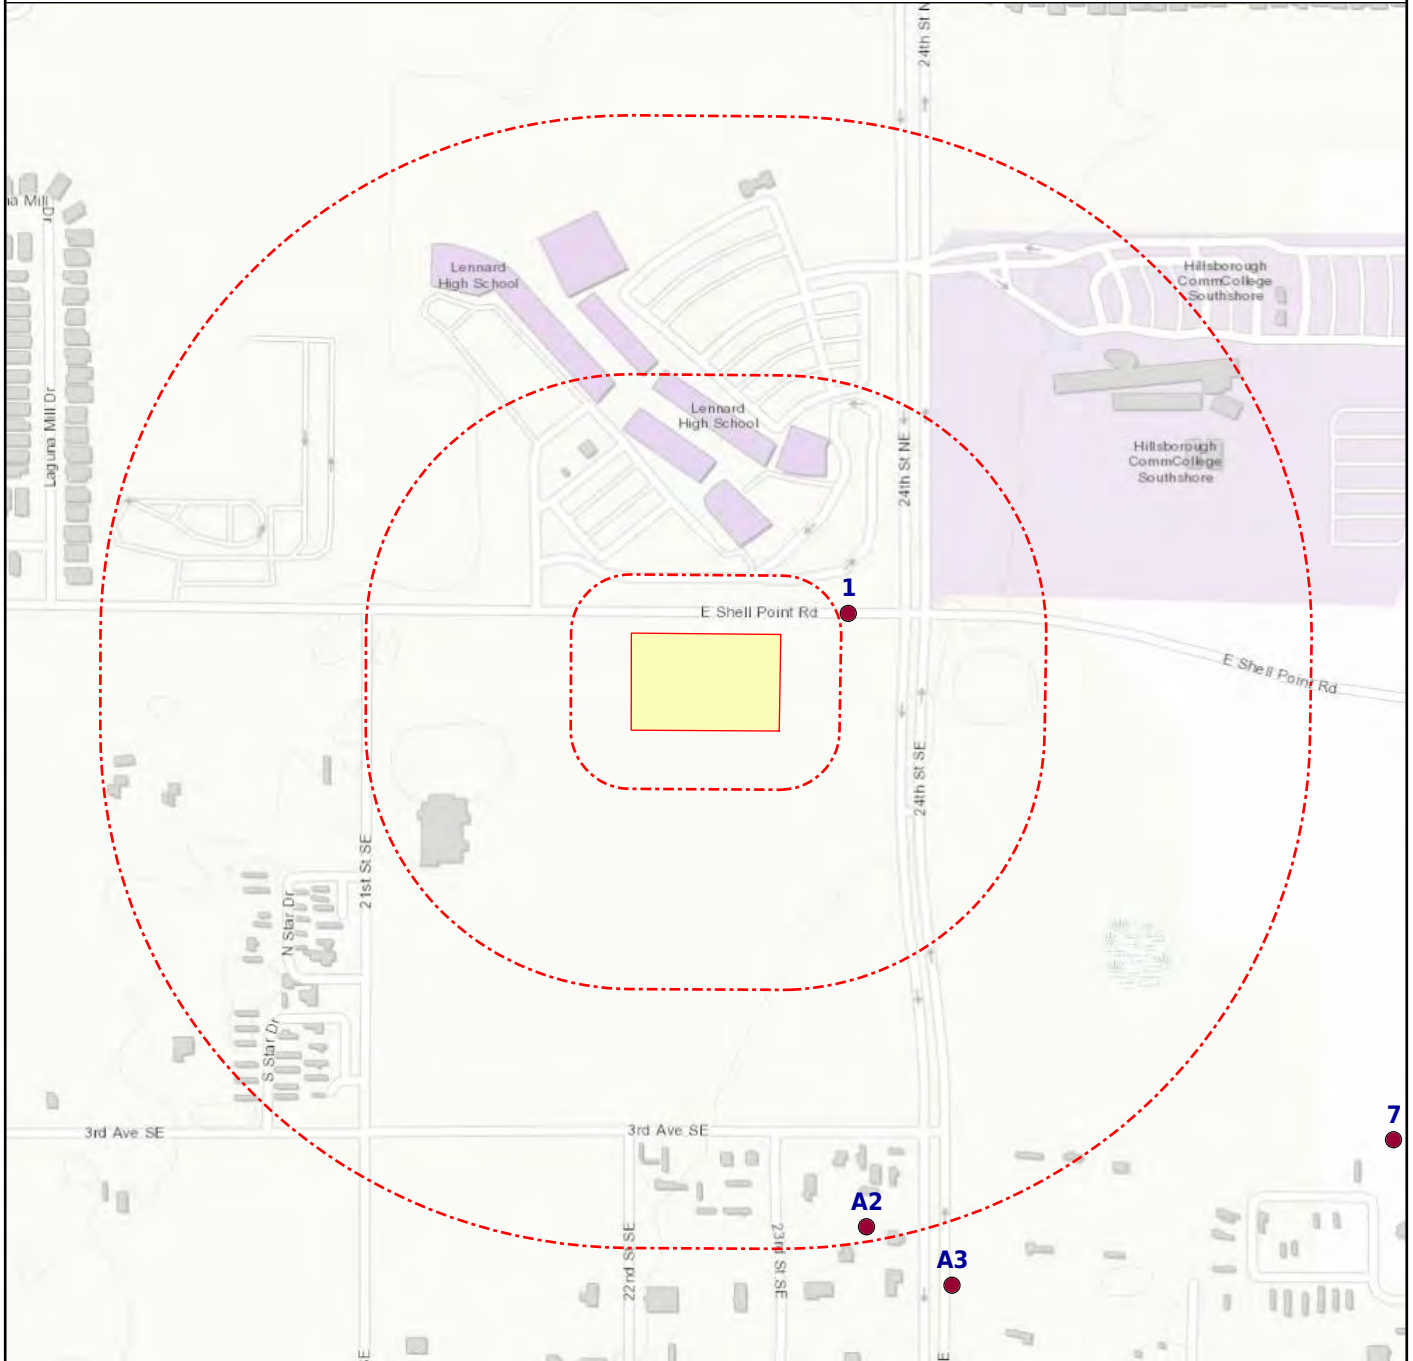 24th St N
na Mill
Dr
Lennard
High School
Hillsborough
CommCollege
Southshore
Laguna Mill Dr
Lennard
High School
24th St NE
Hillsborough
CommCollege
Southshore
1
E Shell Point Rd
E Shell Point Rd
24th St SE
21st St SE
N Star Dr
S Star Dr
3rd Ave SE
3rd Ave SE
7
A2
22nd St SE
23rd St SE
A3
E
E